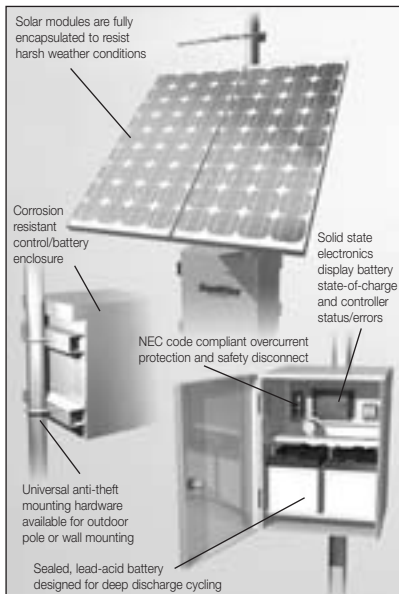 Solar modules are fully
encapsulated to resist
harsh weather conditions
Corrosion
resistant
control/battery
enclosure
Solid state
electronics
display battery
state-of-charge
and controller
status/errors
NEC code compliant overcurrent
protection and safety disconnect
Universal anti-theft
mounting hardware
available for outdoor
pole or wall mounting
Sealed, lead-acid battery
designed for deep discharge cycling